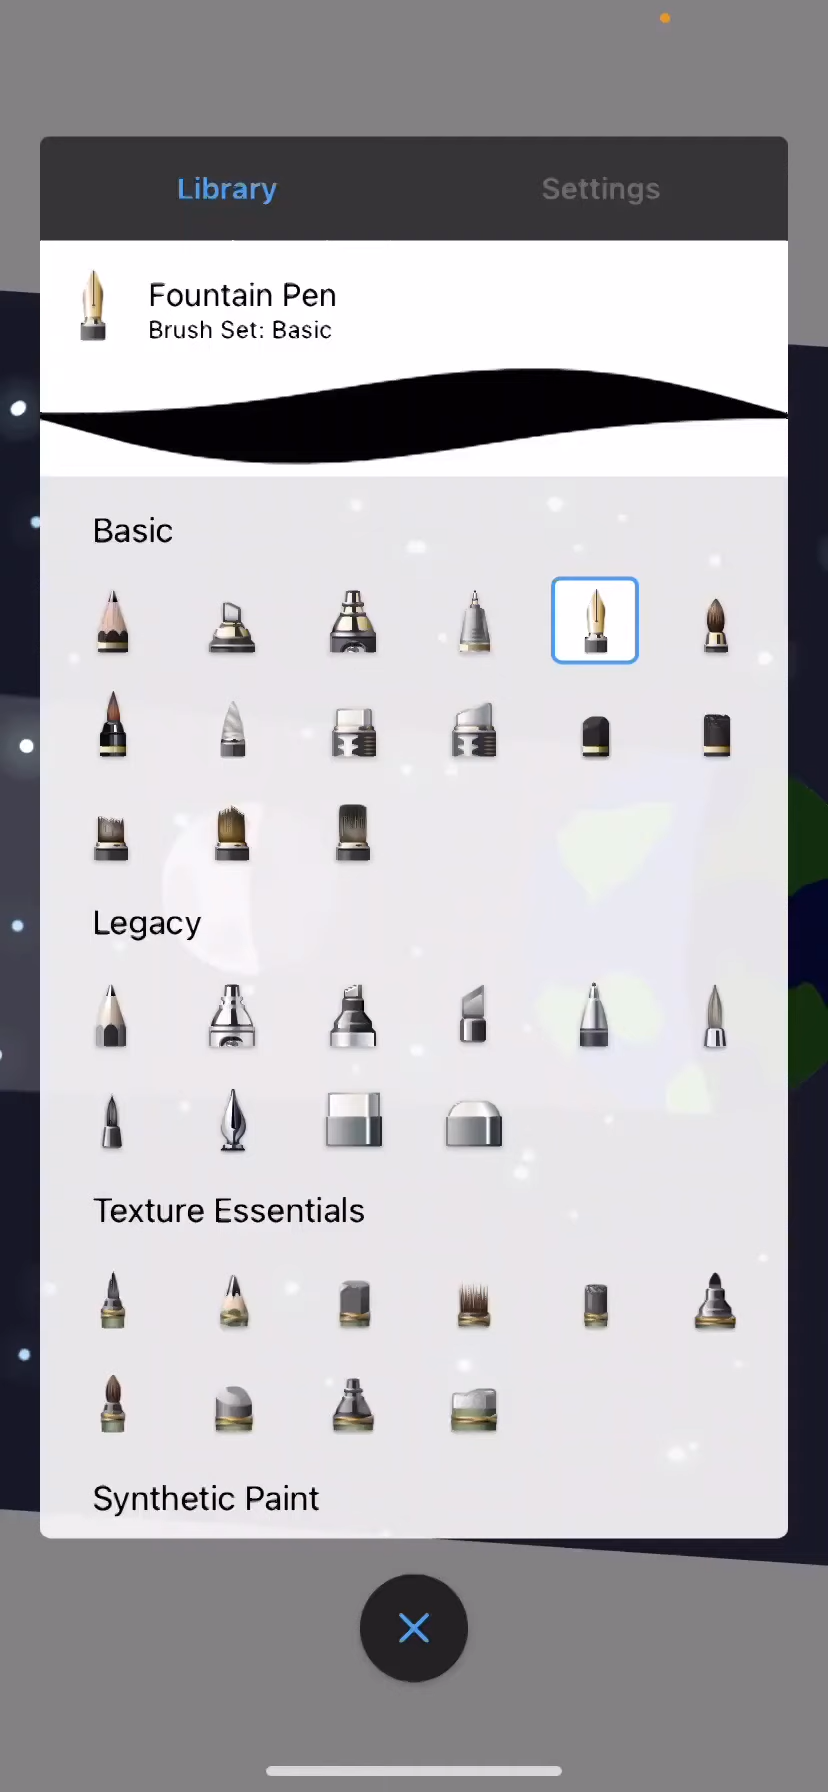 Library
Settings
Fountain Pen
Brush Set: Basic
Basic
Legacy
Texture Essentials
Synthetic Paint